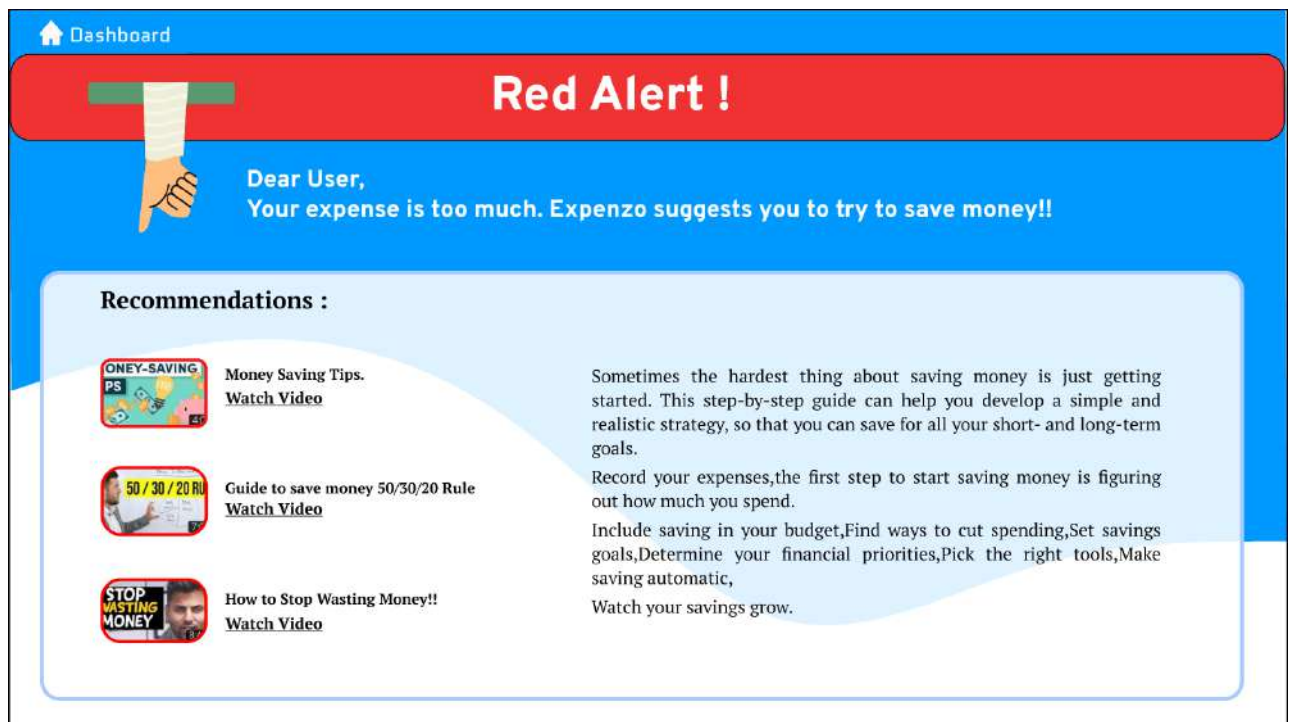 Dashboard
Red Alert !
Dear User,
Your expense is too much. Expenzo suggests you to try to save money!!
Recommendations :
ONEY-SAVING
PS
Money Saving Tips.
Watch Video
50 / 30 / 20 RU
Guide to save money 50/30/20 Rule
Watch Video
STOP
WASTING
MONEY
How to Stop Wasting Money!!
Watch Video
Sometimes the hardest thing about saving money is just getting
started. This step-by-step guide can help you develop a simple and
realistic strategy, so that you can save for all your short- and long-term
goals.
Record your expenses,the first step to start saving money is figuring
out how much you spend.
Include saving in your budget,Find ways to cut spending,Set savings
goals,Determine your financial priorities,Pick the right tools,Make
saving automatic,
Watch your savings grow.